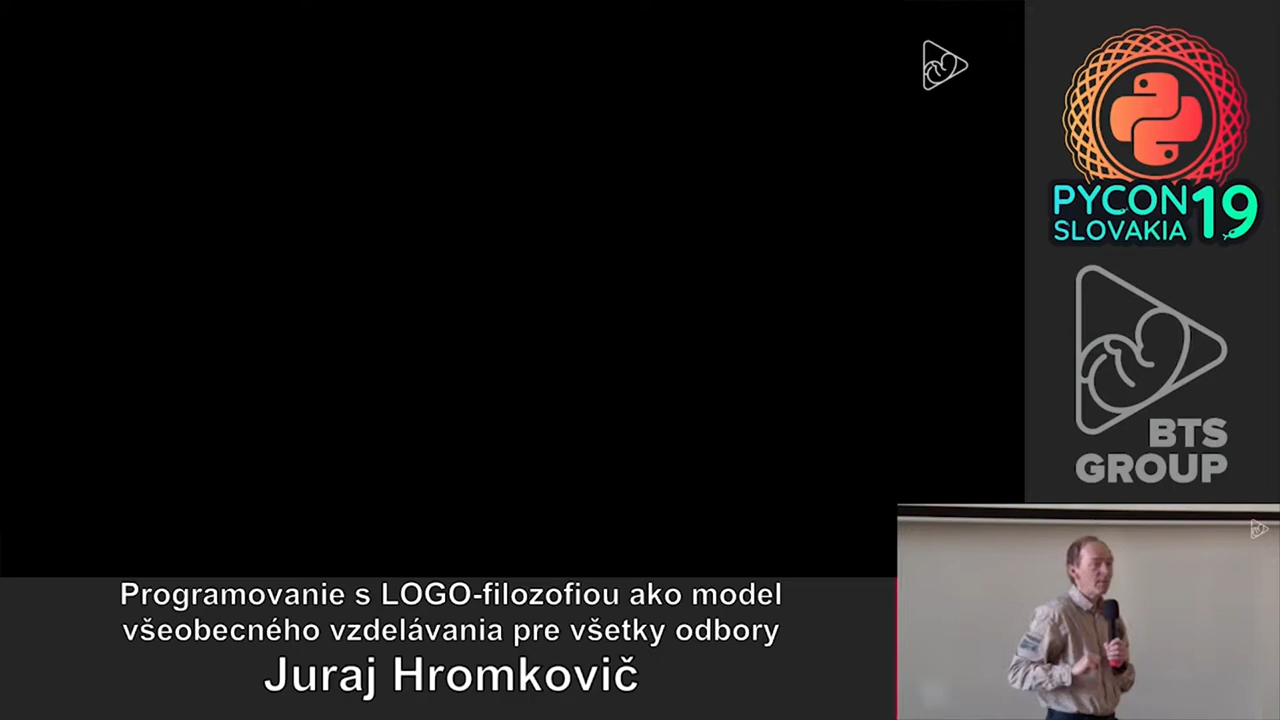 PYCON 19
SLOVAKIA
BTS
GROUP
Programovanie s LOGO-filozofiou ako model
všeobecného vzdelávania pre všetky odbory
Juraj Hromkovič